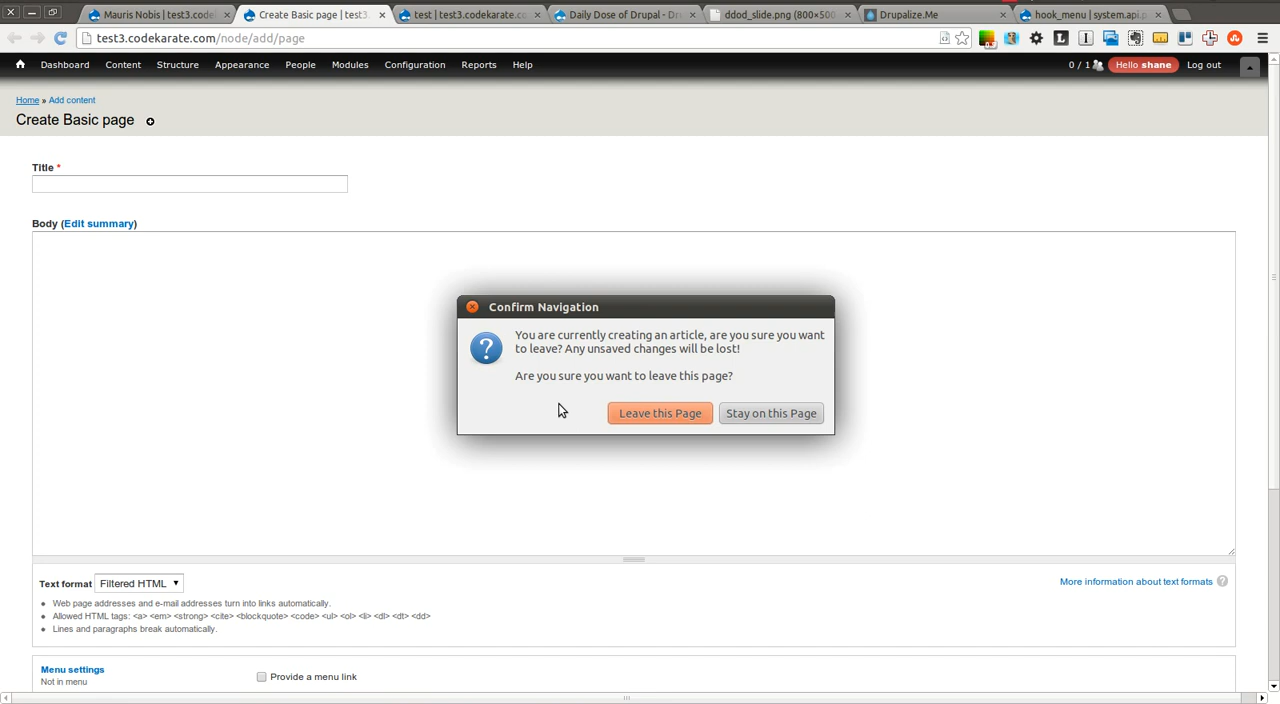 Mauris Nobis | test3.codel
Create Basic page | test3.
test | test3.codekarate.co
Daily Dose of Drupal - Dr
ddod_slide.png (800×500
Drupalize.Me
hook_menu | system.api.p
test3.codekarate.com/node/add/page
Dashboard Content Structure Appearance People Modules Configuration Reports Help
0 / 1 Hello shane Log out
Home » Add content
Create Basic page
Title *
Body (Edit summary)
Confirm Navigation
You are currently creating an article, are you sure you want
to leave? Any unsaved changes will be lost!
Are you sure you want to leave this page?
Leave this Page Stay on this Page
Text format Filtered HTML
More information about text formats ?
Web page addresses and e-mail addresses turn into links automatically.
Allowed HTML tags: <a> <em> <strong> <cite> <blockquote> <code> <ul> <ol> <li> <dl> <dt> <dd>
Lines and paragraphs break automatically.
Menu settings
Not in menu
Provide a menu link